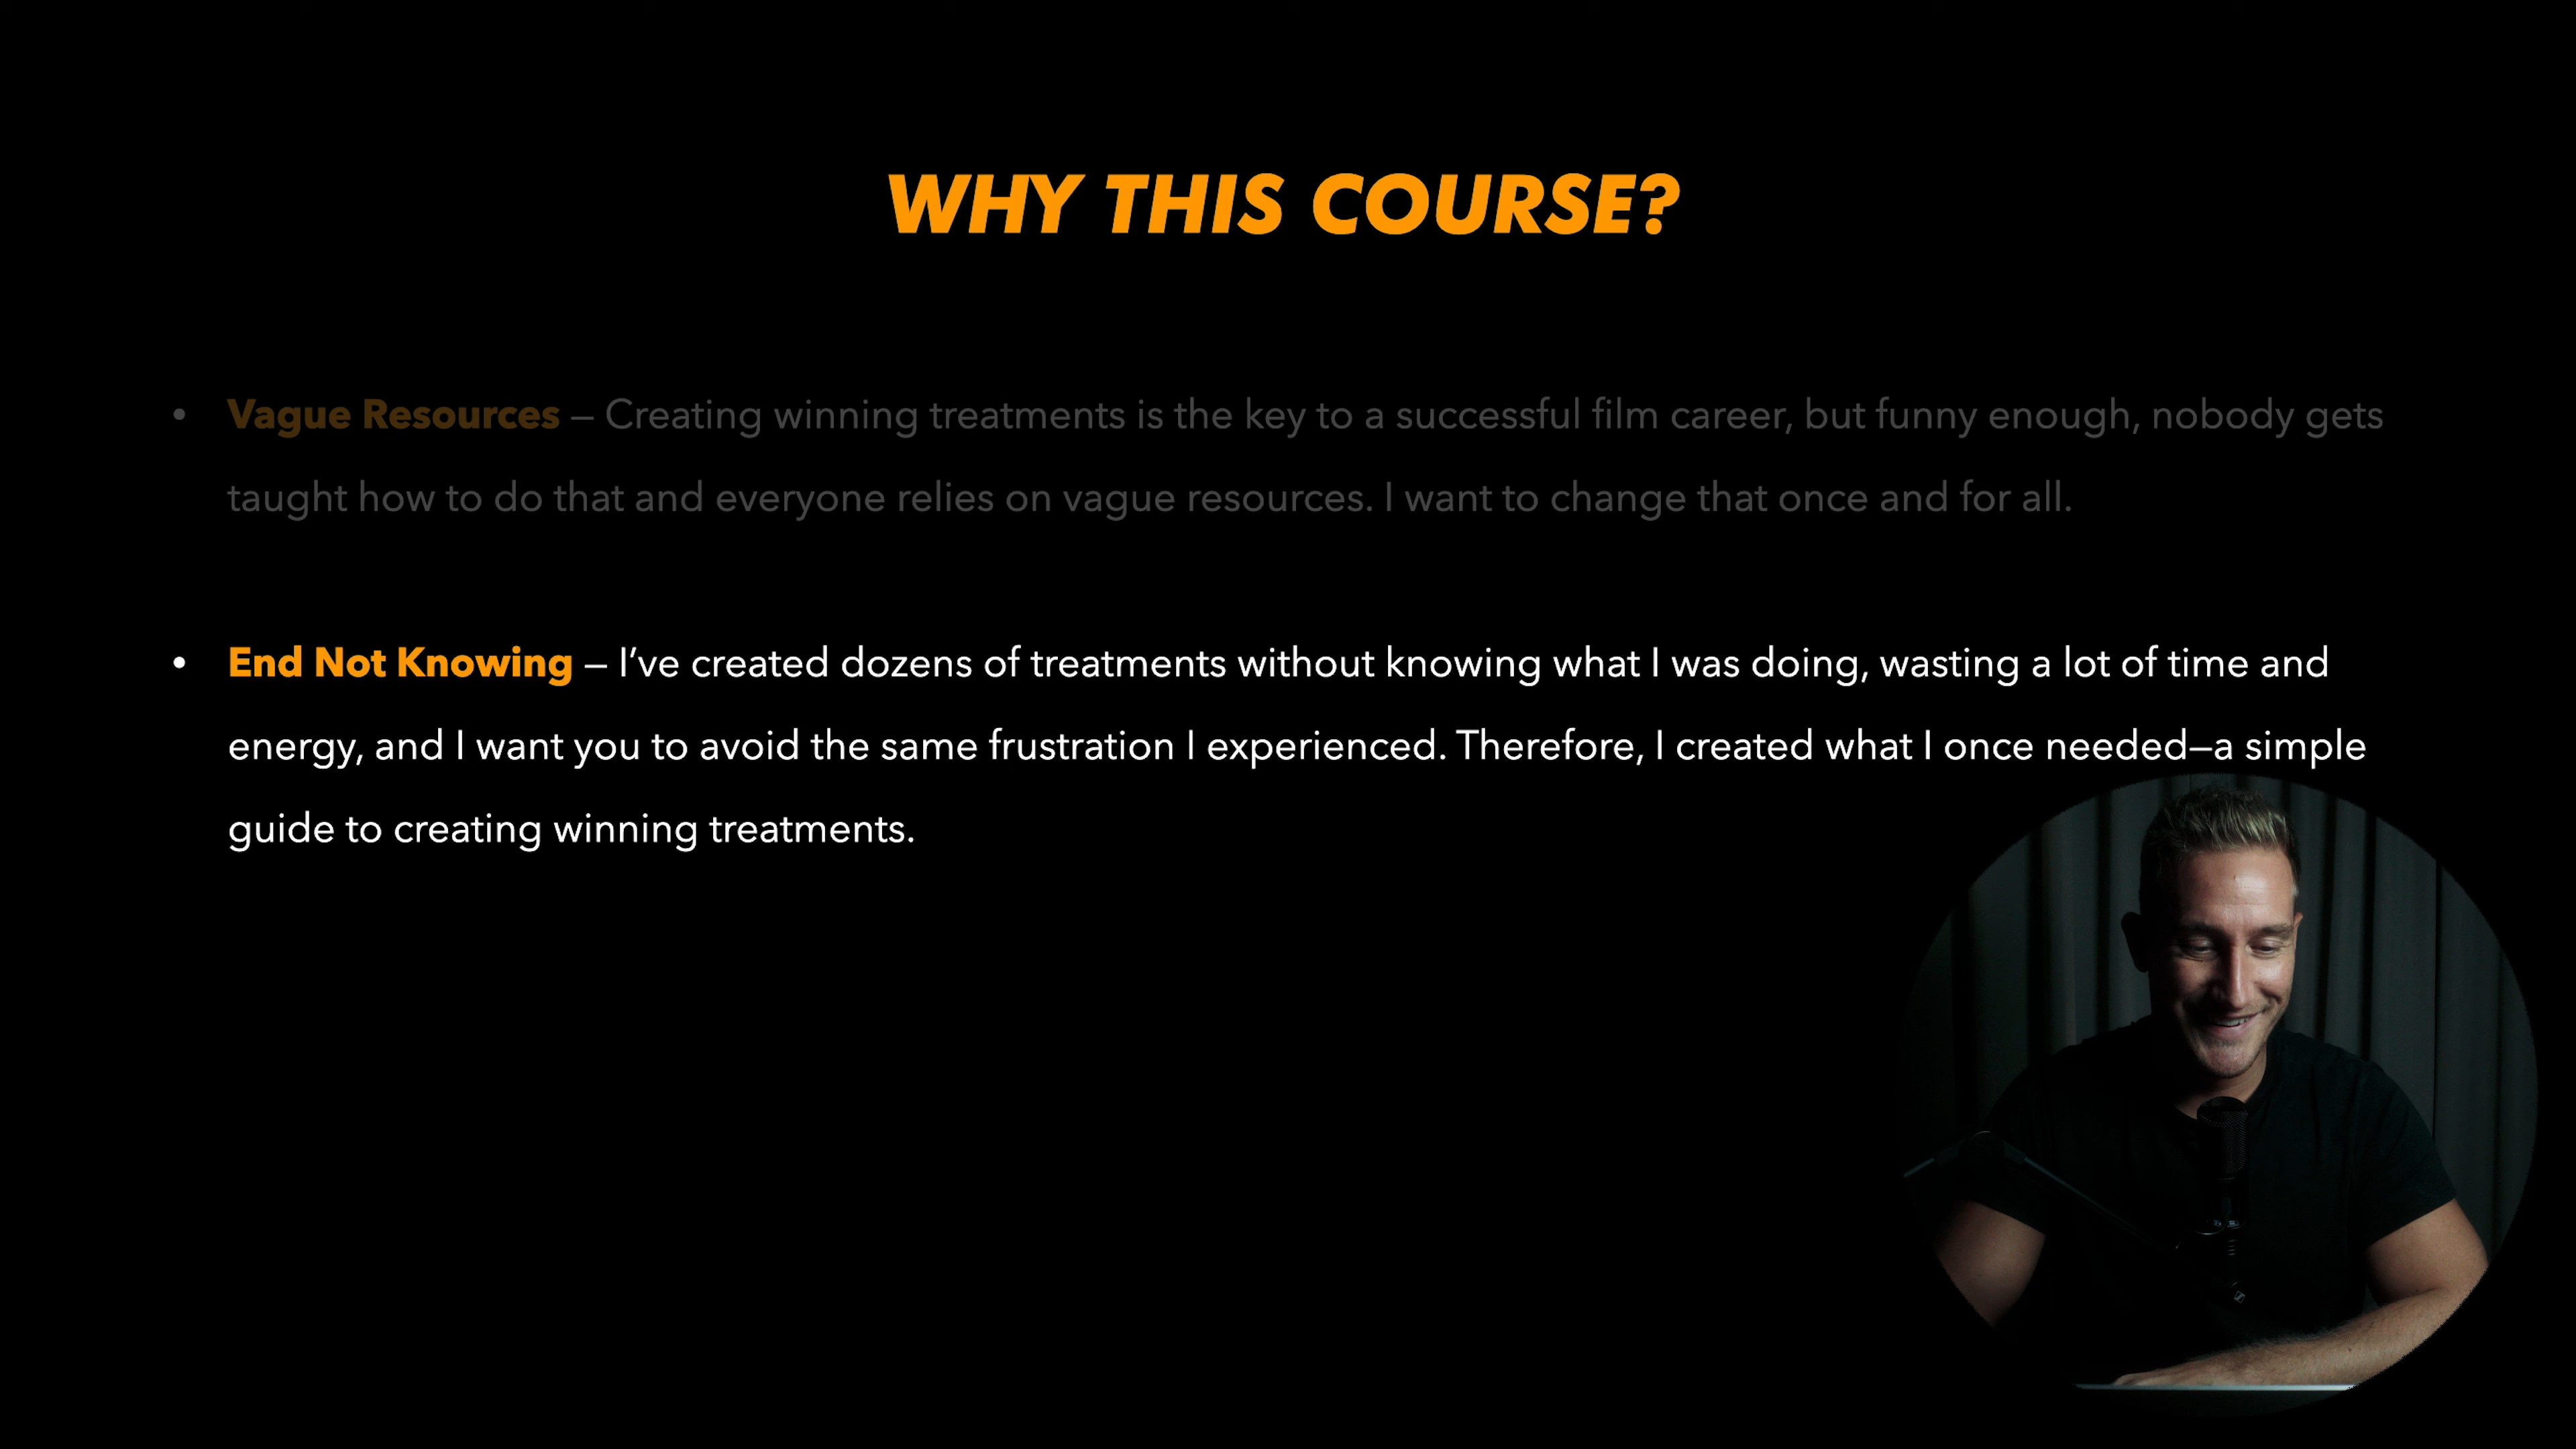 WHY THIS COURSE?
• Vague Resources – Creating winning treatments is the key to a successful film career, but funny enough, nobody gets
taught how to do that and everyone relies on vague resources. I want to change that once and for all.
• End Not Knowing – I’ve created dozens of treatments without knowing what I was doing, wasting a lot of time and
energy, and I want you to avoid the same frustration I experienced. Therefore, I created what I once needed—a simple
guide to creating winning treatments.